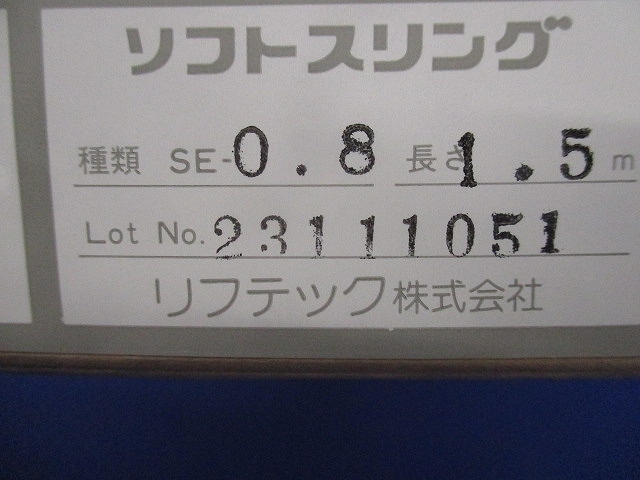 ソフトスリング
種類 SE-0.8 長さ 1.5 m
Lot No. 23111051
リフテック株式会社